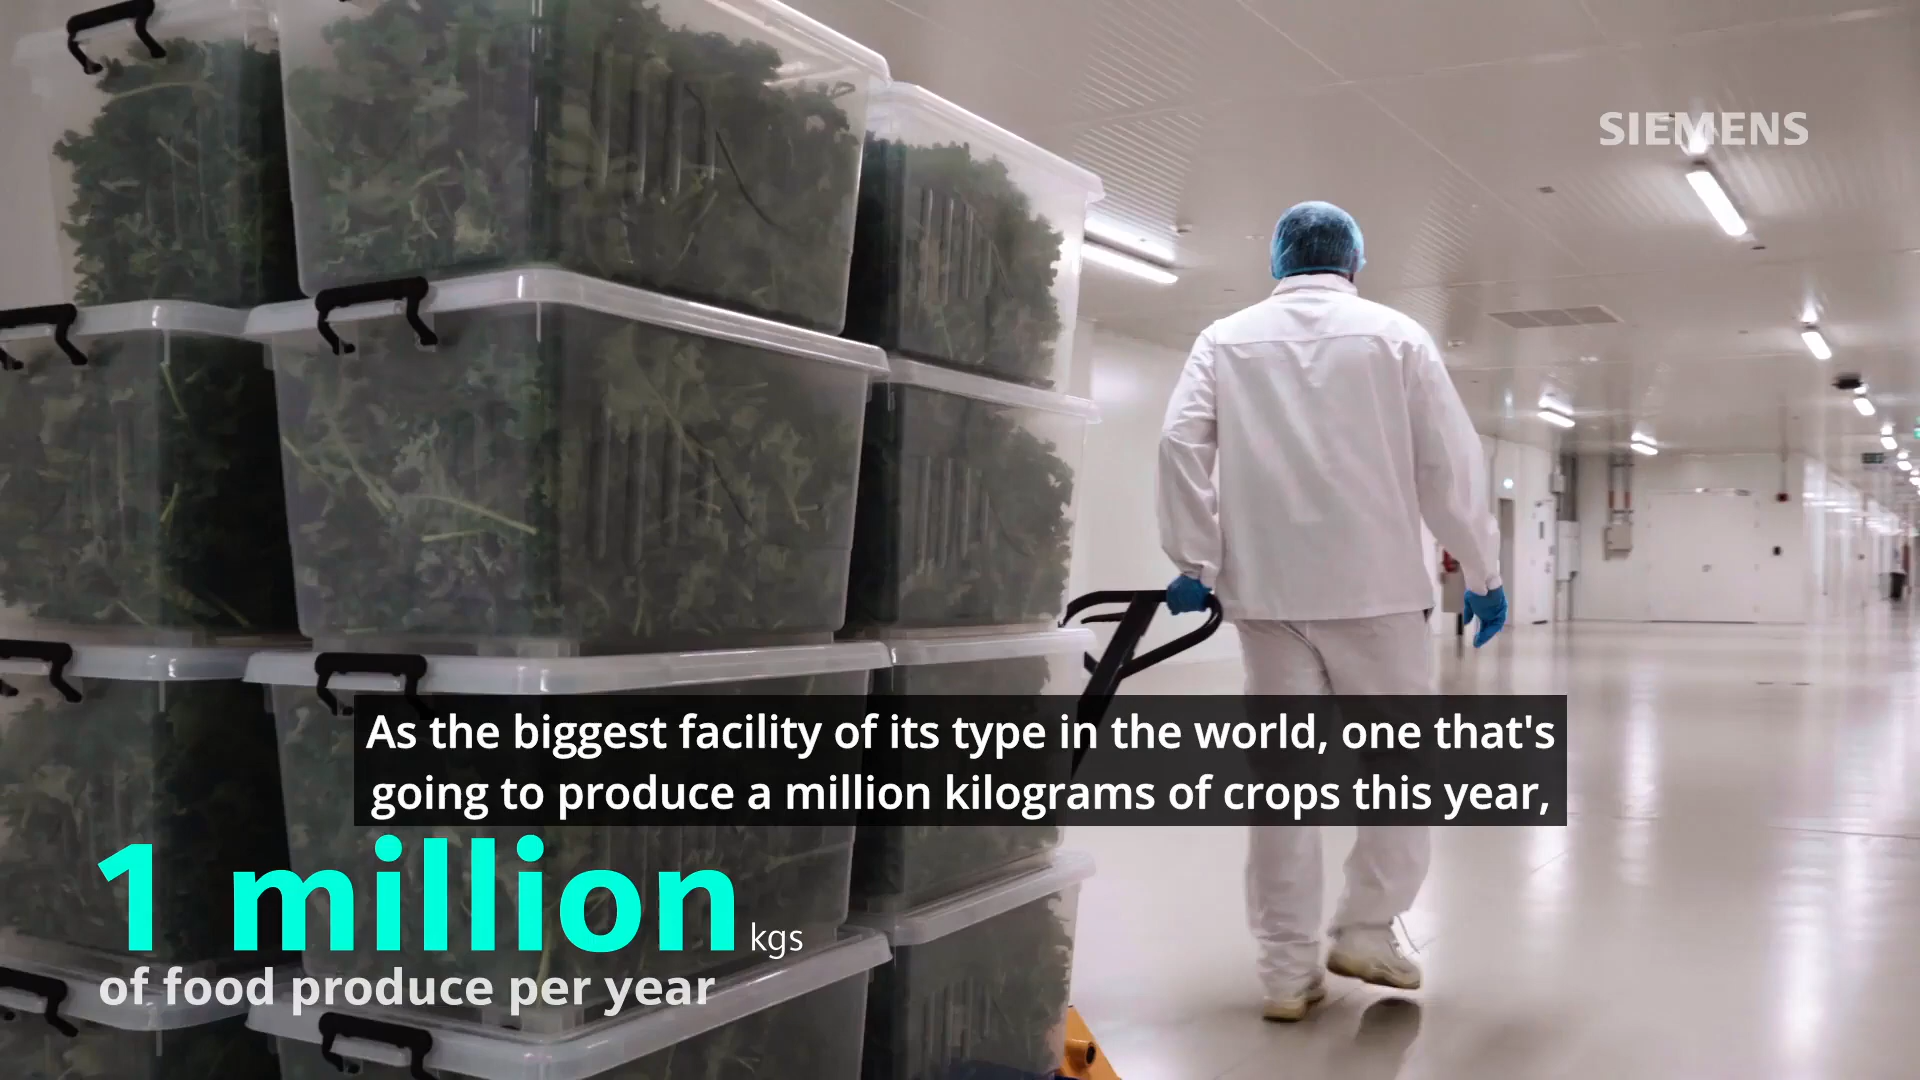 SIEMENS
As the biggest facility of its type in the world, one that's
going to produce a million kilograms of crops this year,
1 million kgs
of food produce per year